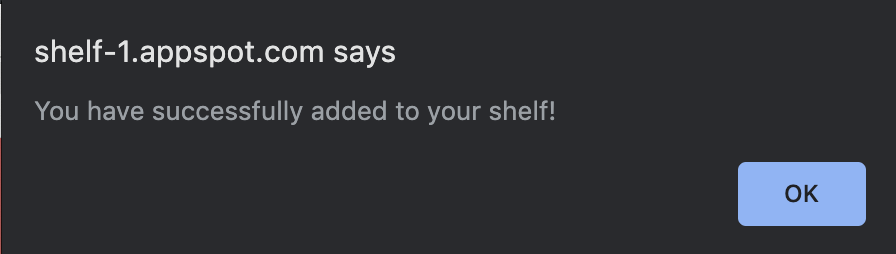 shelf-1.appspot.com says
You have successfully added to your shelf!
OK